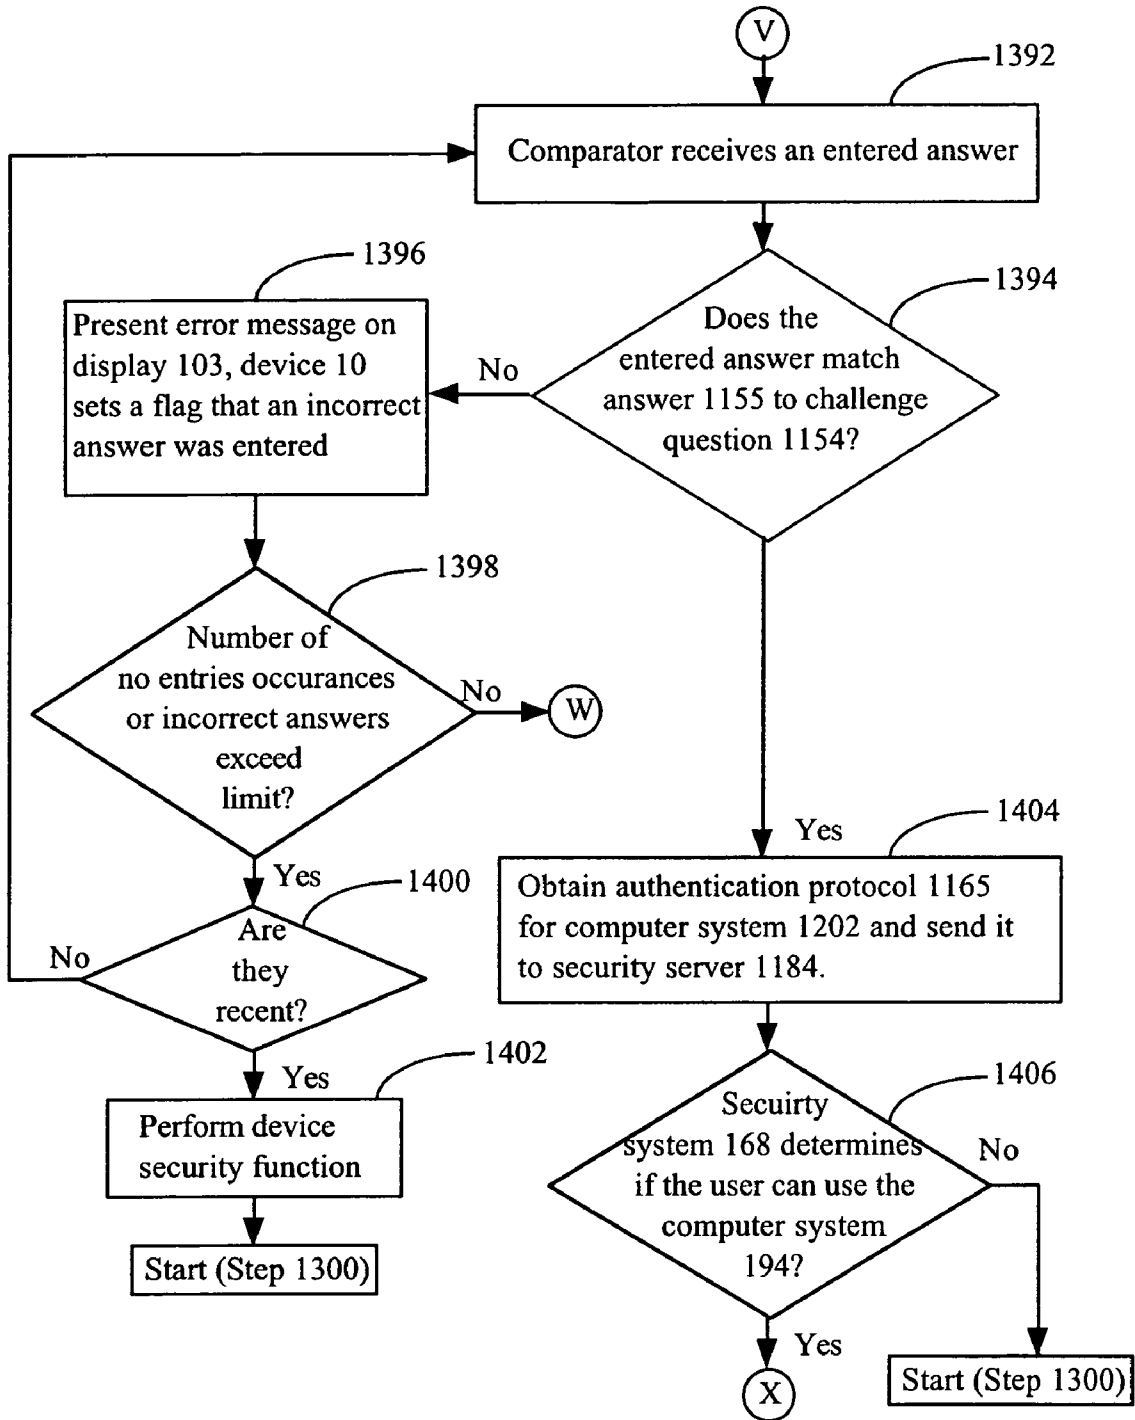 V
1392
Comparator receives an entered answer
1396
1394
Present error message on
display 103, device 10
sets a flag that an incorrect
answer was entered
No
Does the
entered answer match
answer 1155 to challenge
question 1154?
1398
Number of
no entries occurances
or incorrect answers
exceed
limit?
No
W
Yes
1404
Yes
1400
Obtain authentication protocol 1165
for computer system 1202 and send it
to security server 1184.
Are
they
recent?
No
Yes
1402
Perform device
security function
Start (Step 1300)
1406
Secuirty
system 168 determines
if the user can use the
computer system
194?
No
Yes
X
Start (Step 1300)